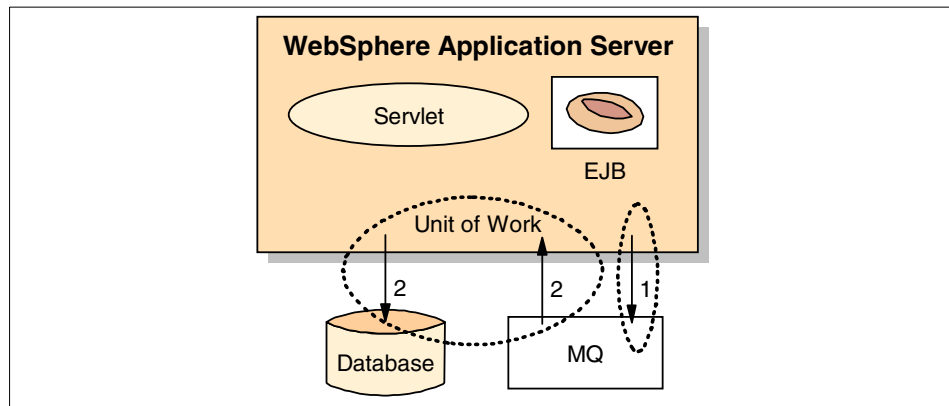 WebSphere Application Server
Servlet
EJB
Unit of Work
2
2
1
Database
MQ